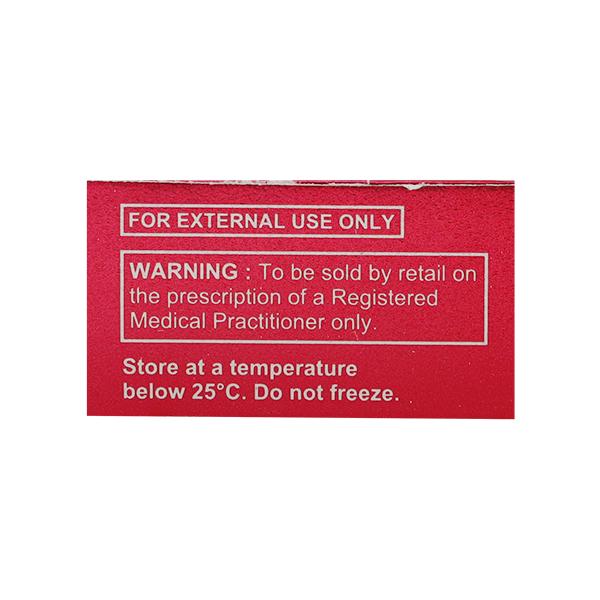 FOR EXTERNAL USE ONLY
WARNING : To be sold by retail on
the prescription of a Registered
Medical Practitioner only.
Store at a temperature
below 25°C. Do not freeze.